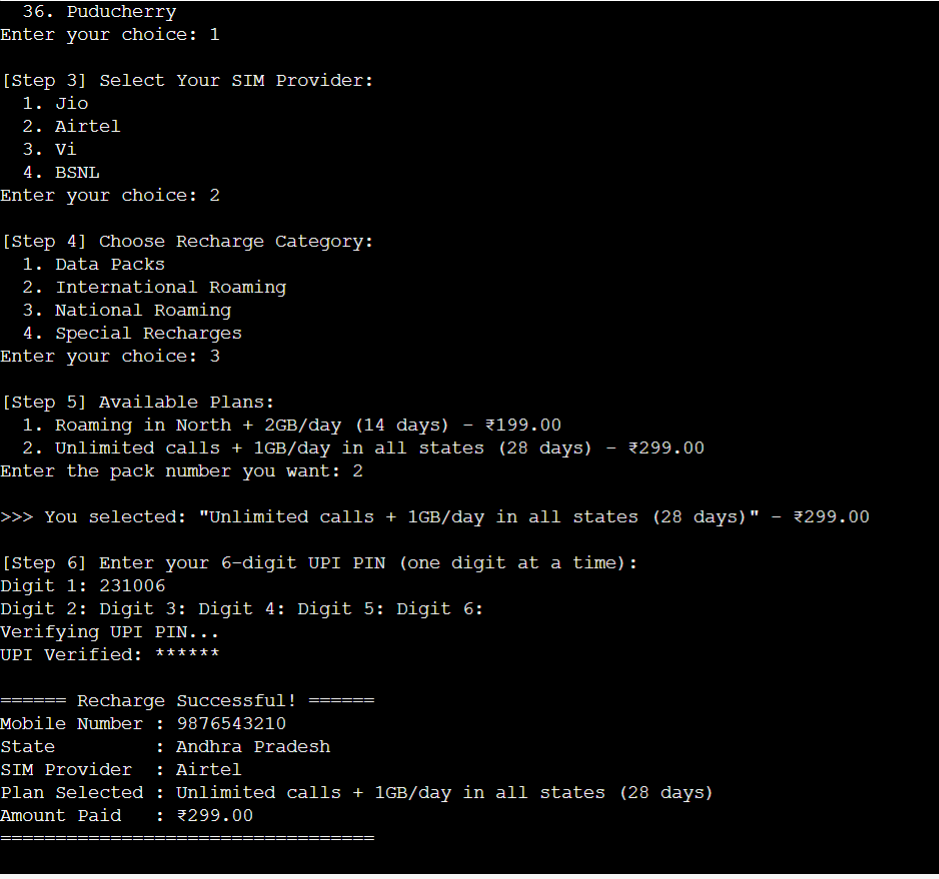 36. Puducherry
Enter your choice: 1
[Step 3] Select Your SIM Provider:
1. Jio
2. Airtel
3. Vi
4. BSNL
Enter your choice: 2
[Step 4] Choose Recharge Category:
1. Data Packs
2. International Roaming
3. National Roaming
4. Special Recharges
Enter your choice: 3
[Step 5] Available Plans:
1. Roaming in North + 2GB/day (14 days) - ₹199.00
2. Unlimited calls + 1GB/day in all states (28 days) - ₹299.00
Enter the pack number you want: 2
>>> You selected: "Unlimited calls + 1GB/day in all states (28 days)" - ₹299.00
[Step 6] Enter your 6-digit UPI PIN (one digit at a time):
Digit 1: 231006
Digit 2: Digit 3: Digit 4: Digit 5: Digit 6:
Verifying UPI PIN...
UPI Verified: ******
====== Recharge Successful! ======
Mobile Number : 9876543210
State         : Andhra Pradesh
SIM Provider  : Airtel
Plan Selected : Unlimited calls + 1GB/day in all states (28 days)
Amount Paid   : ₹299.00
==================================